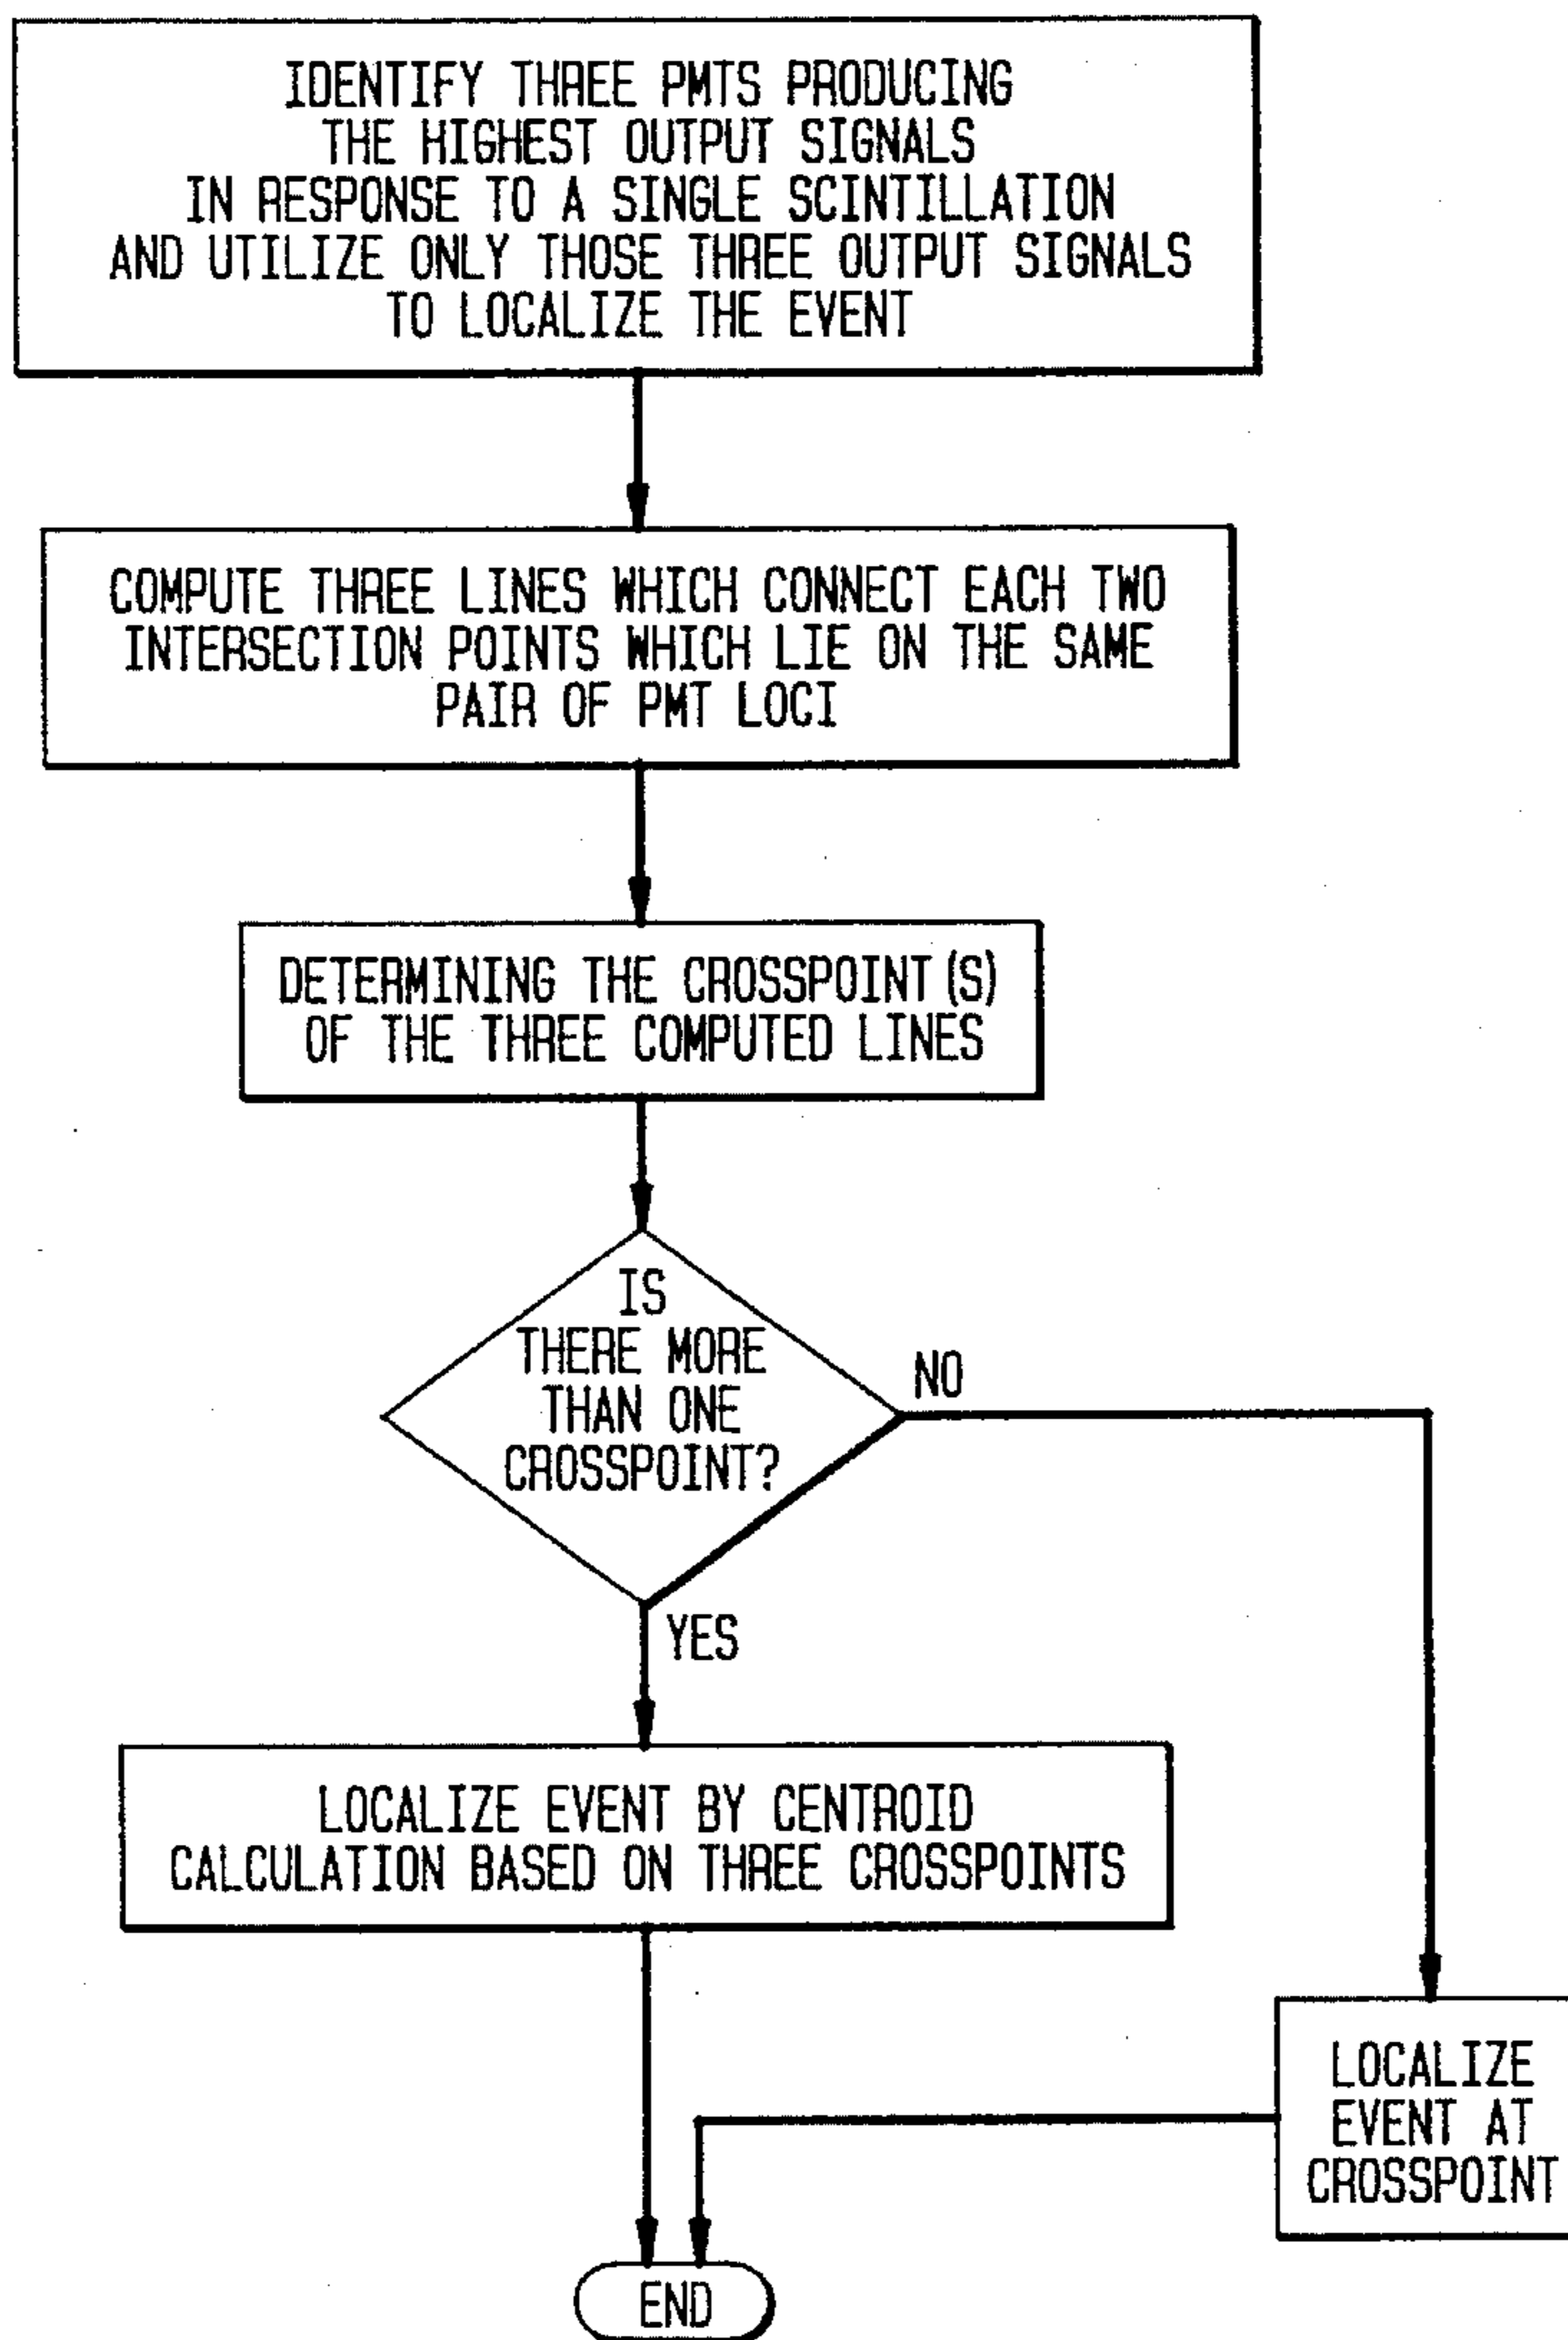 IDENTIFY THREE PMTS PRODUCING
THE HIGHEST OUTPUT SIGNALS
IN RESPONSE TO A SINGLE SCINTILLATION
AND UTILIZE ONLY THOSE THREE OUTPUT SIGNALS
TO LOCALIZE THE EVENT
COMPUTE THREE LINES WHICH CONNECT EACH TWO
INTERSECTION POINTS WHICH LIE ON THE SAME
PAIR OF PMT LOCI
DETERMINING THE CROSSPOINT(S)
OF THE THREE COMPUTED LINES
IS
THERE MORE
THAN ONE
CROSSPOINT?
NO
YES
LOCALIZE EVENT BY CENTROID
CALCULATION BASED ON THREE CROSSPOINTS
LOCALIZE
EVENT AT
CROSSPOINT
END